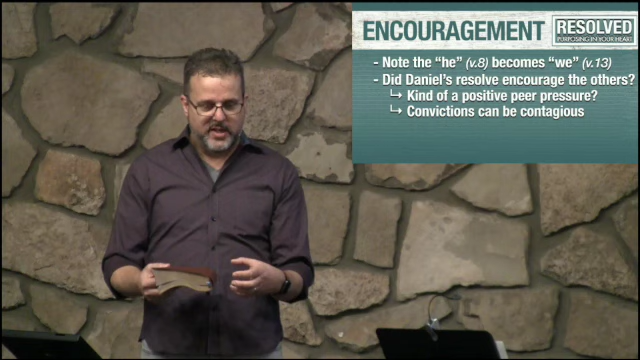 ENCOURAGEMENT
RESOLVED
PURPOSING IN YOUR HEART
- Note the “he” (v.8) becomes “we” (v.13)
- Did Daniel’s resolve encourage the others?
↳ Kind of a positive peer pressure?
↳ Convictions can be contagious